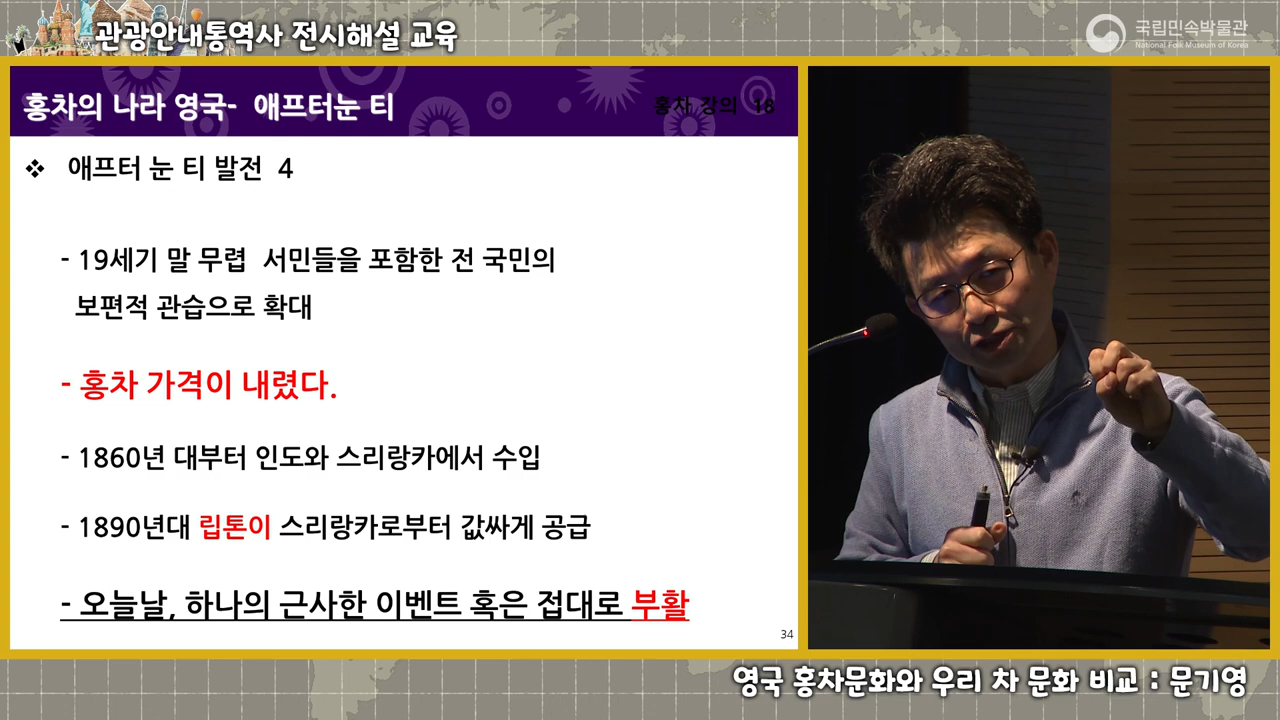 관광안내통역사 전시해설 교육
국립민속박물관
National Folk Museum of Korea
홍차의 나라 영국- 애프터눈 티
홍차 강의 18
❖ 애프터 눈 티 발전 4
- 19세기 말 무렵 서민들을 포함한 전 국민의
보편적 관습으로 확대
- 홍차 가격이 내렸다.
- 1860년 대부터 인도와 스리랑카에서 수입
- 1890년대 립톤이 스리랑카로부터 값싸게 공급
- 오늘날, 하나의 근사한 이벤트 혹은 접대로 부활
34
영국 홍차문화와 우리 차 문화 비교 : 문기영